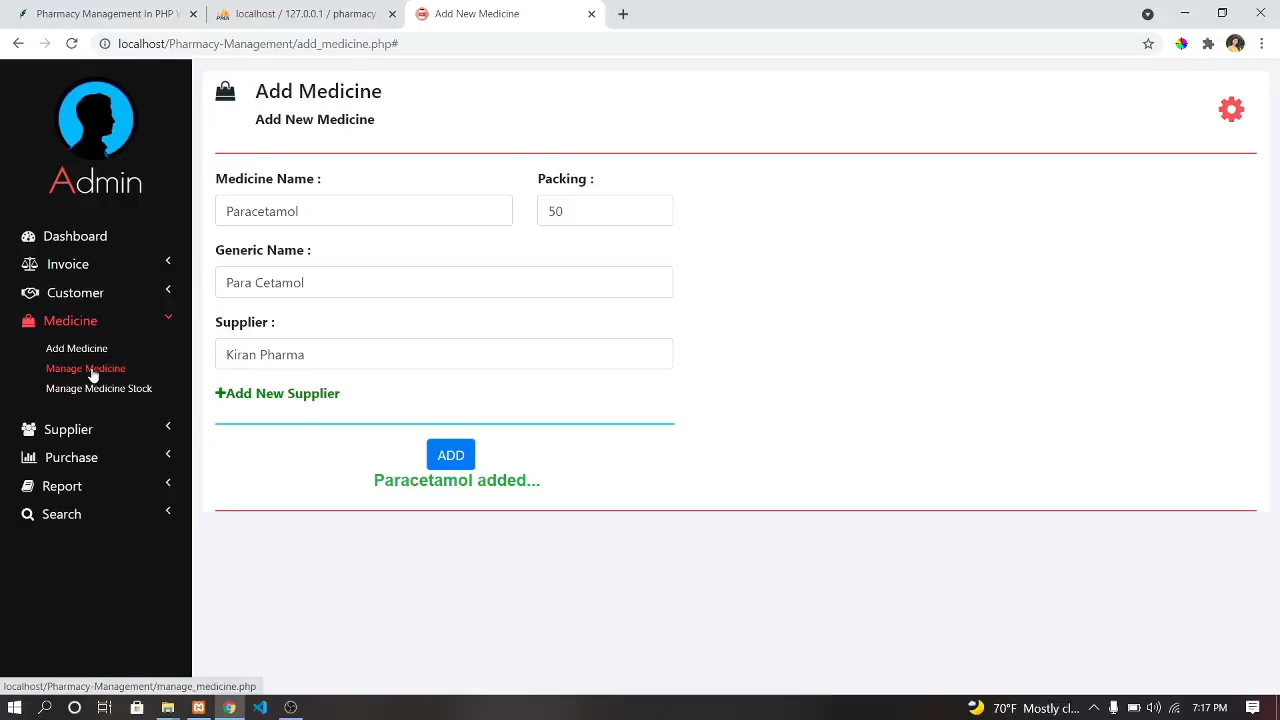 Pharmacy Management In PHP V
localhost / 127.0.0.1 / pharmacy
Add New Medicine
localhost/Pharmacy-Management/add_medicine.php#
Admin
Dashboard
Invoice
Customer
Medicine
Add Medicine
Manage Medicine
Manage Medicine Stock
Supplier
Purchase
Report
Search
Add Medicine
Add New Medicine
Medicine Name :
Packing :
Paracetamol
50
Generic Name :
Para Cetamol
Supplier :
Kiran Pharma
+Add New Supplier
ADD
Paracetamol added...
localhost/Pharmacy-Management/manage_medicine.php
70°F Mostly cl...
7:17 PM